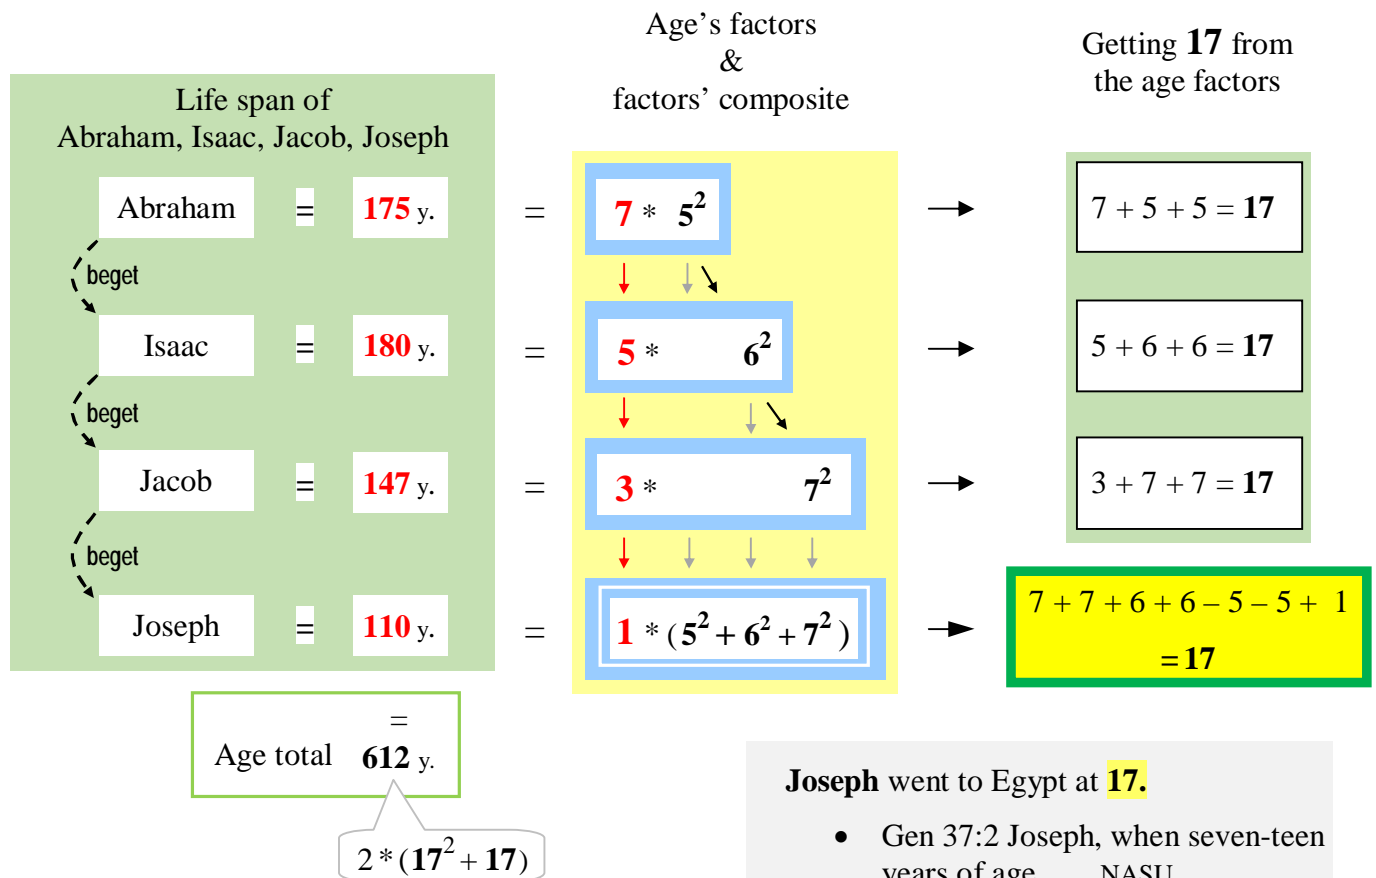 Age's factors
&
factors' composite
Getting 17 from
the age factors
Life span of
Abraham, Isaac, Jacob, Joseph
Abraham = 175 y. = 7 * 5² → 7 + 5 + 5 = 17
beget
Isaac = 180 y. = 5 * 6² → 5 + 6 + 6 = 17
beget
Jacob = 147 y. = 3 * 7² → 3 + 7 + 7 = 17
beget
Joseph = 110 y. = 1 * (5² + 6² + 7²) → 7 + 7 + 6 + 6 – 5 – 5 + 1
= 17
=
Age total 612 y.
2 * (17² + 17)
Joseph went to Egypt at 17.
• Gen 37:2 Joseph, when seven-teen
years of age NASU